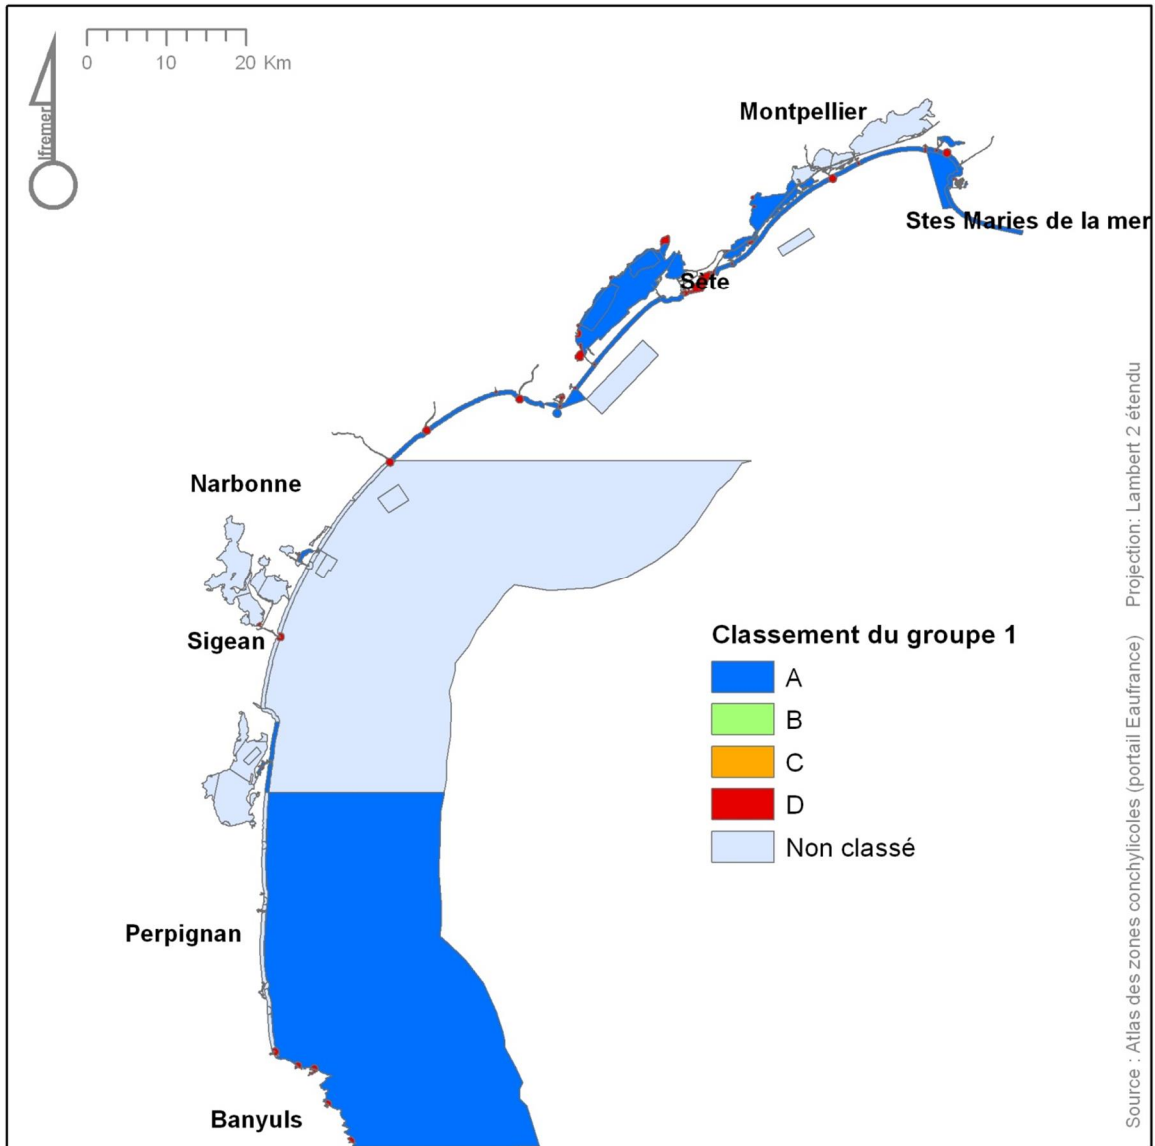 0 10 20 Km
Ifremer
Montpellier
Stes Maries de la mer
Sète
Narbonne
Sigean
Perpignan
Banyuls
Classement du groupe 1
A
B
C
D
Non classé
Source : Atlas des zones conchylicoles (portail Eaufrance) Projection: Lambert 2 étendu